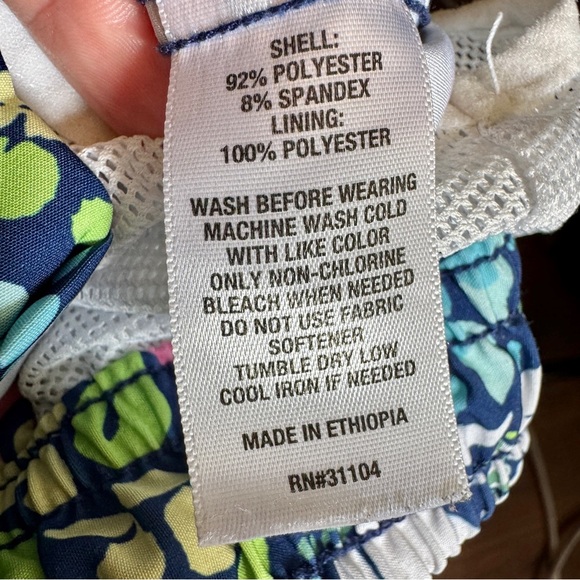 SHELL:
92% POLYESTER
8% SPANDEX
LINING:
100% POLYESTER
WASH BEFORE WEARING
MACHINE WASH COLD
WITH LIKE COLOR
ONLY NON-CHLORINE
BLEACH WHEN NEEDED
DO NOT USE FABRIC
SOFTENER
TUMBLE DRY LOW
COOL IRON IF NEEDED
MADE IN ETHIOPIA
RN#31104